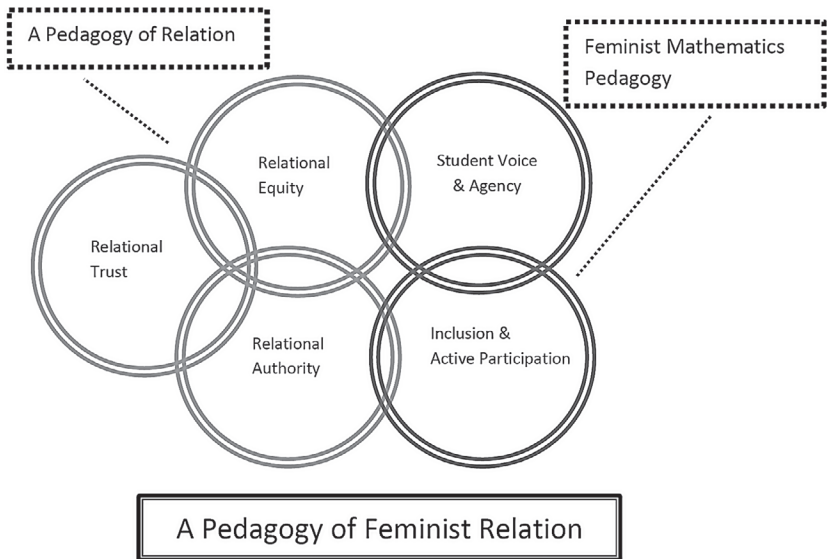 A Pedagogy of Relation
Feminist Mathematics
Pedagogy
Relational
Equity
Student Voice
& Agency
Relational
Trust
Relational
Authority
Inclusion &
Active Participation
A Pedagogy of Feminist Relation